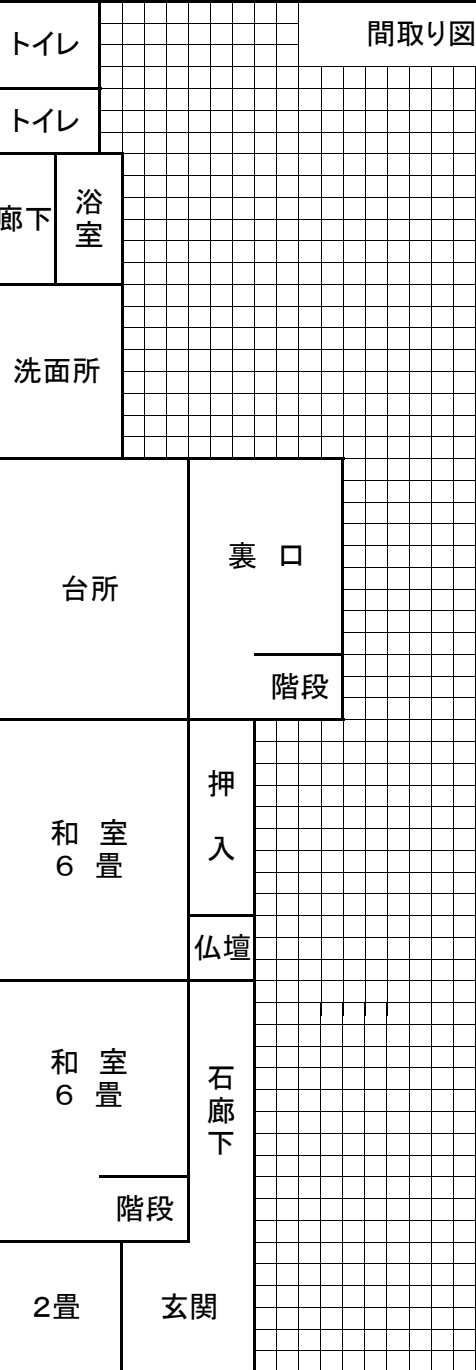 間取り図
トイレ
トイレ
廊下
浴
室
洗面所
台所
裏 口
階段
和 室
6 畳
押
入
仏壇
和 室
6 畳
石
廊
下
階段
2畳
玄関